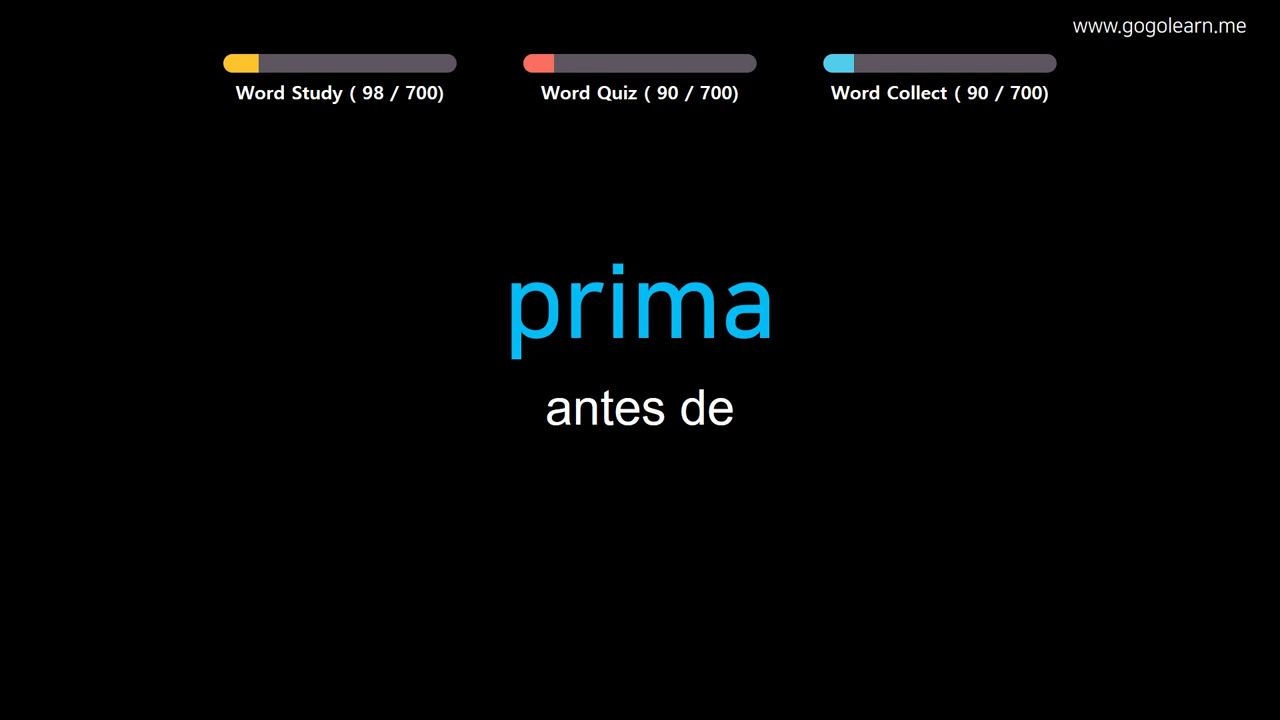 www.gogolearn.me
Word Study ( 98 / 700)
Word Quiz ( 90 / 700)
Word Collect ( 90 / 700)
prima
antes de